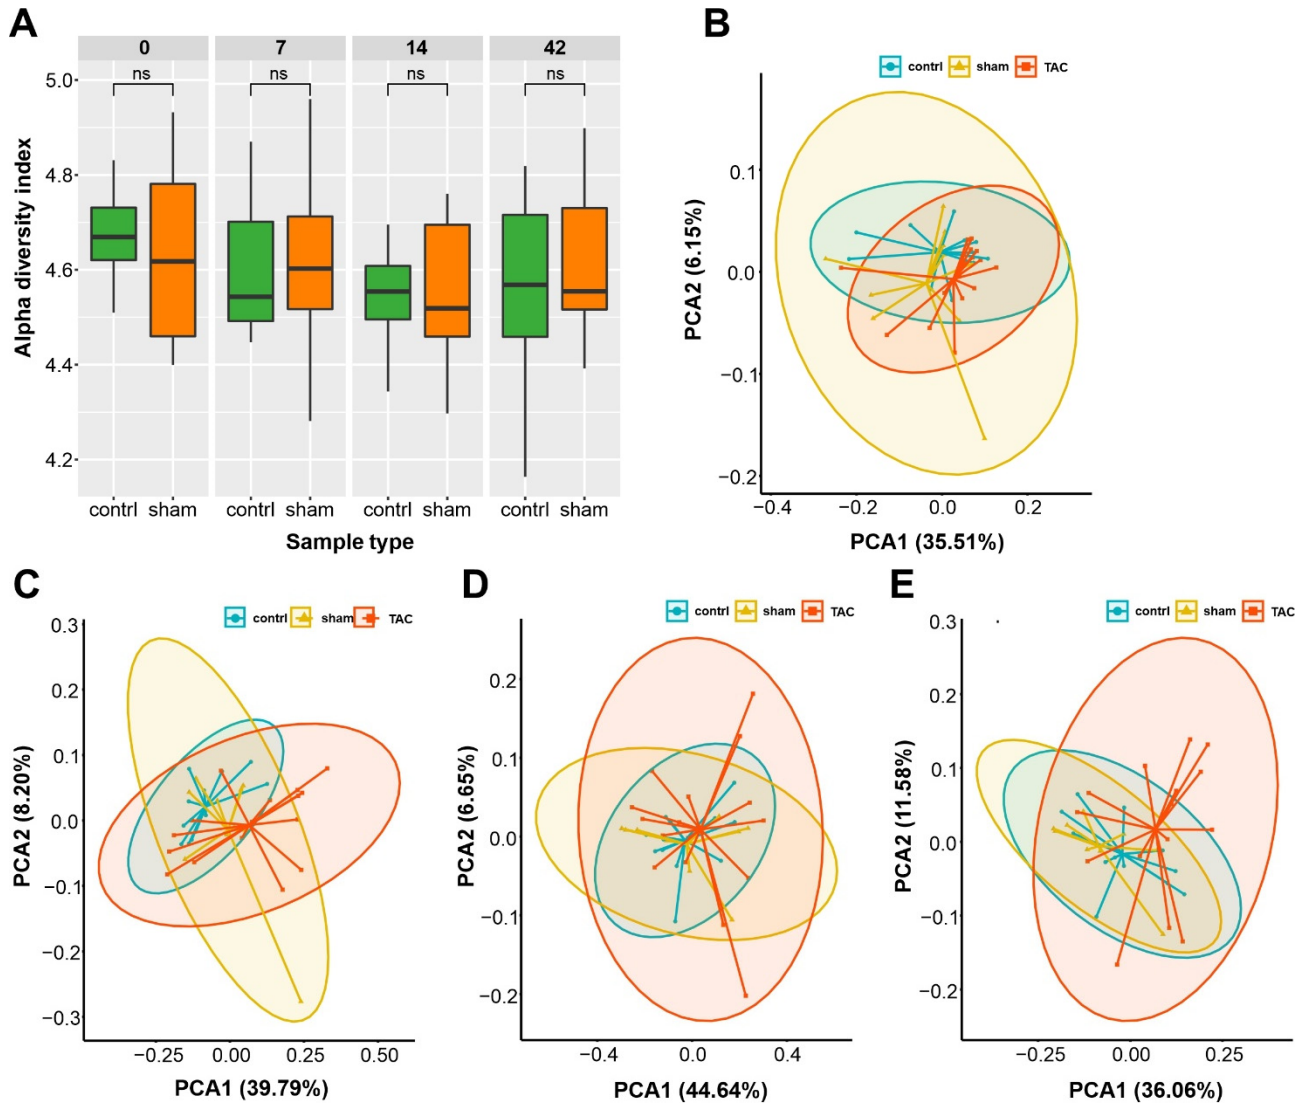 A
0 7 14 42
ns ns ns ns
5.0
4.8
4.6
4.4
4.2
Alpha diversity index
contrl sham contrl sham contrl sham contrl sham
Sample type
B
contrl sham TAC
0.1
0.0
−0.1
−0.2
PCA2 (6.15%)
−0.4 −0.2 0.0 0.2
PCA1 (35.51%)
C
contrl sham TAC
0.3
0.2
0.1
0.0
−0.1
−0.2
−0.3
PCA2 (8.20%)
−0.25 0.00 0.25 0.50
PCA1 (39.79%)
D
contrl sham TAC
0.2
0.1
0.0
−0.1
−0.2
PCA2 (6.65%)
−0.4 0.0 0.4
PCA1 (44.64%)
E
contrl sham TAC
0.3
0.2
0.1
0.0
−0.1
−0.2
PCA2 (11.58%)
−0.25 0.00 0.25
PCA1 (36.06%)